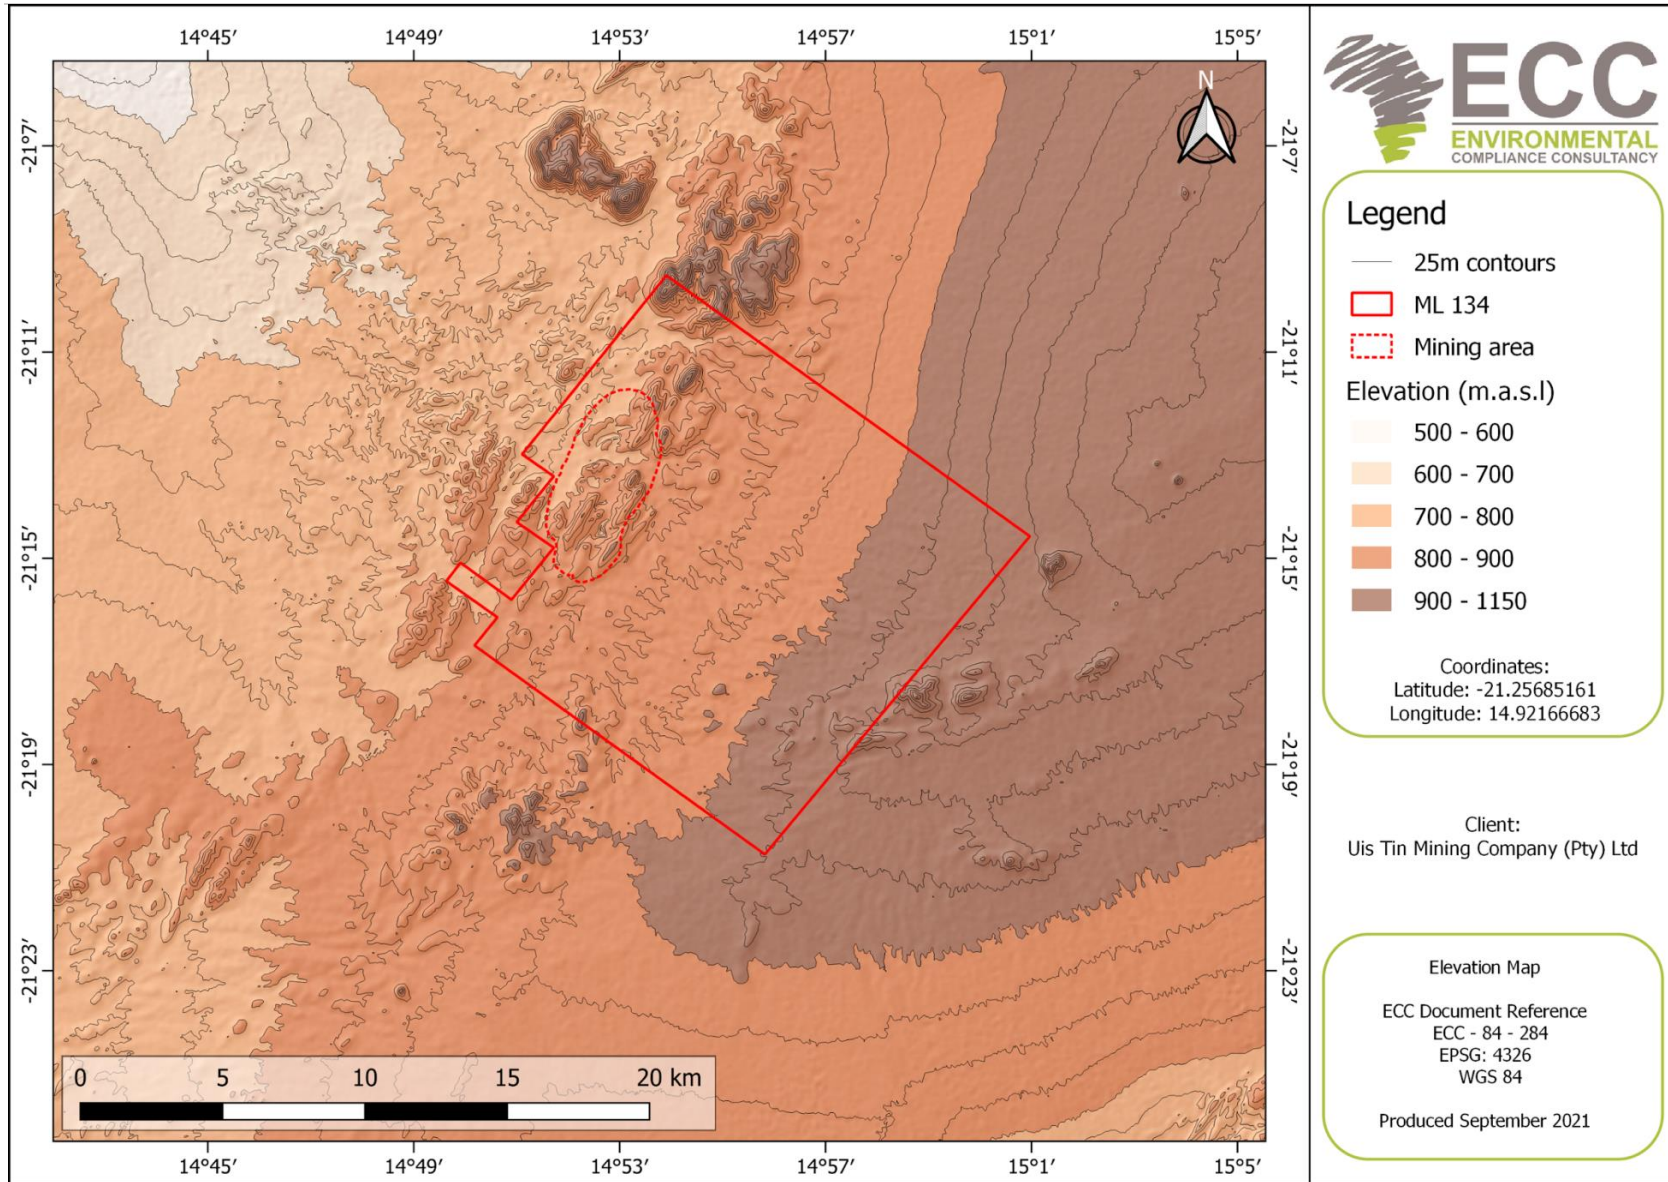 14°45′ 14°49′ 14°53′ 14°57′ 15°1′ 15°5′
-21°7′
-21°11′
-21°15′
-21°19′
-21°23′
N
-21°7′
-21°11′
-21°15′
-21°19′
-21°23′
0 5 10 15 20 km
14°45′ 14°49′ 14°53′ 14°57′ 15°1′ 15°5′
ECC
ENVIRONMENTAL
COMPLIANCE CONSULTANCY
Legend
25m contours
ML 134
Mining area
Elevation (m.a.s.l)
500 - 600
600 - 700
700 - 800
800 - 900
900 - 1150
Coordinates:
Latitude: -21.25685161
Longitude: 14.92166683
Client:
Uis Tin Mining Company (Pty) Ltd
Elevation Map
ECC Document Reference
ECC - 84 - 284
EPSG: 4326
WGS 84
Produced September 2021